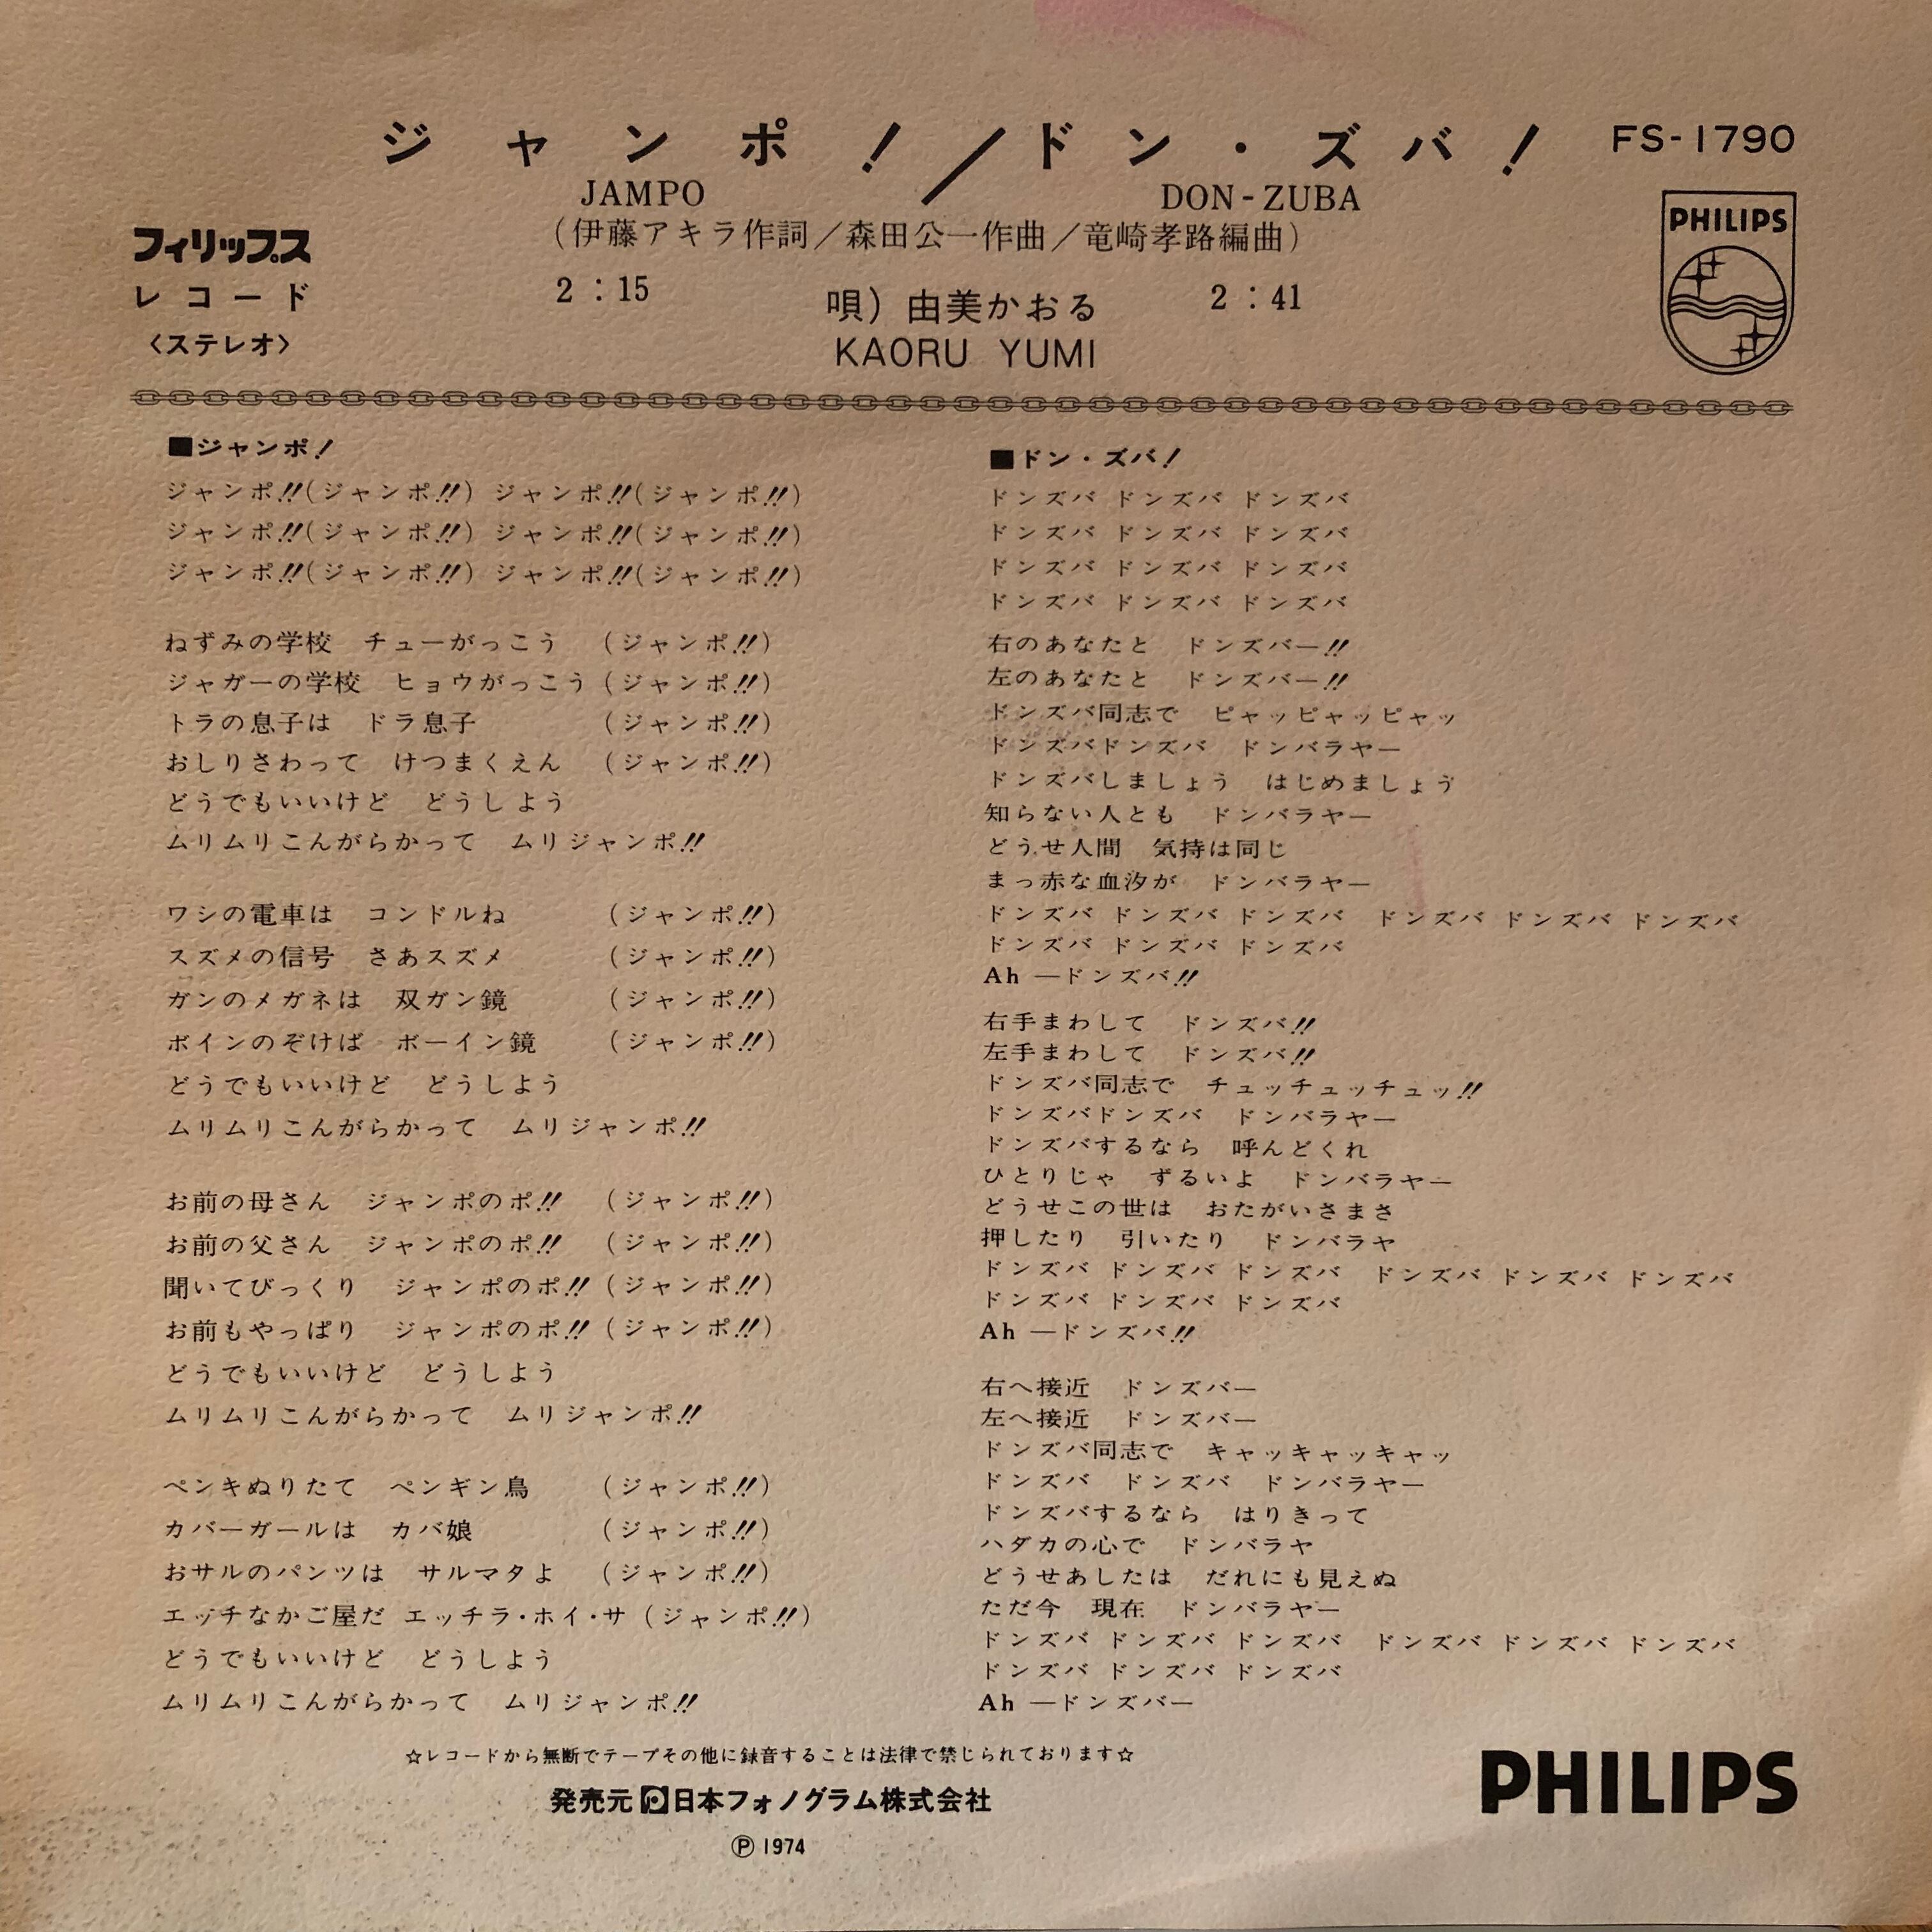 ジャンポ！／ドン・ズバ！ FS-1790
JAMPO DON-ZUBA
(伊藤アキラ作詞／森田公一作曲／竜崎孝路編曲)
2：15 2：41
唄）由美かおる
KAORU YUMI
フィリップス
レコード
〈ステレオ〉
PHILIPS
■ジャンポ！
ジャンポ!!(ジャンポ!!) ジャンポ!!(ジャンポ!!)
ジャンポ!!(ジャンポ!!) ジャンポ!!(ジャンポ!!)
ジャンポ!!(ジャンポ!!) ジャンポ!!(ジャンポ!!)
ねずみの学校　チューがっこう　(ジャンポ!!)
ジャガーの学校　ヒョウがっこう (ジャンポ!!)
トラの息子は　ドラ息子　(ジャンポ!!)
おしりさわって　けつまくえん　(ジャンポ!!)
どうでもいいけど　どうしよう
ムリムリこんがらかって　ムリジャンポ!!
ワシの電車は　コンドルね　(ジャンポ!!)
スズメの信号　さあスズメ　(ジャンポ!!)
ガンのメガネは　双ガン鏡　(ジャンポ!!)
ボインのぞけば　ボーイン鏡　(ジャンポ!!)
どうでもいいけど　どうしよう
ムリムリこんがらかって　ムリジャンポ!!
お前の母さん　ジャンポのポ!!　(ジャンポ!!)
お前の父さん　ジャンポのポ!!　(ジャンポ!!)
聞いてびっくり　ジャンポのポ!! (ジャンポ!!)
お前もやっぱり　ジャンポのポ!! (ジャンポ!!)
どうでもいいけど　どうしよう
ムリムリこんがらかって　ムリジャンポ!!
ペンキぬりたて　ペンギン鳥　(ジャンポ!!)
カバーガールは　カバ娘　(ジャンポ!!)
おサルのパンツは　サルマタよ　(ジャンポ!!)
エッチなかご屋だ エッチラ・ホイ・サ (ジャンポ!!)
どうでもいいけど　どうしよう
ムリムリこんがらかって　ムリジャンポ!!
■ドン・ズバ！
ドンズバ ドンズバ ドンズバ
ドンズバ ドンズバ ドンズバ
ドンズバ ドンズバ ドンズバ
ドンズバ ドンズバ ドンズバ
右のあなたと　ドンズバー!!
左のあなたと　ドンズバー!!
ドンズバ同志で　ピャッピャッピャッ
ドンズバドンズバ　ドンバラヤー
ドンズバしましょう　はじめましょう
知らない人とも　ドンバラヤー
どうせ人間　気持は同じ
まっ赤な血汐が　ドンバラヤー
ドンズバ ドンズバ ドンズバ　ドンズバ ドンズバ ドンズバ
ドンズバ ドンズバ ドンズバ
Ah ―ドンズバ!!
右手まわして　ドンズバ!!
左手まわして　ドンズバ!!
ドンズバ同志で　チュッチュッチュッ!!
ドンズバドンズバ　ドンバラヤー
ドンズバするなら　呼んどくれ
ひとりじゃ　ずるいよ　ドンバラヤー
どうせこの世は　おたがいさまさ
押したり　引いたり　ドンバラヤ
ドンズバ ドンズバ ドンズバ　ドンズバ ドンズバ ドンズバ
ドンズバ ドンズバ ドンズバ
Ah ―ドンズバ!!
右へ接近　ドンズバー
左へ接近　ドンズバー
ドンズバ同志で　キャッキャッキャッ
ドンズバ　ドンズバ　ドンバラヤー
ドンズバするなら　はりきって
ハダカの心で　ドンバラヤ
どうせあしたは　だれにも見えぬ
ただ今　現在　ドンバラヤー
ドンズバ ドンズバ ドンズバ　ドンズバ ドンズバ ドンズバ
ドンズバ ドンズバ ドンズバ
Ah ―ドンズバー
☆レコードから無断でテープその他に録音することは法律で禁じられております☆
発売元 日本フォノグラム株式会社
Ⓟ 1974
PHILIPS